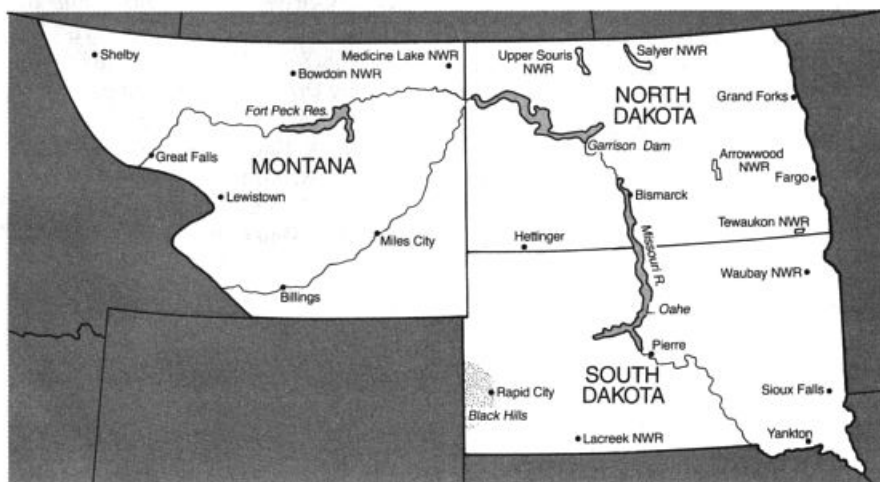 Shelby
Medicine Lake NWR
Bowdoin NWR
Fort Peck Res.
Great Falls
MONTANA
Lewistown
Miles City
Billings
Upper Souris
NWR
Salyer NWR
NORTH
DAKOTA
Grand Forks
Garrison Dam
Arrowwood
NWR
Fargo
Bismarck
Tewaukon NWR
Hettinger
Missouri R.
Waubay NWR
Oahe
Pierre
SOUTH
DAKOTA
Rapid City
Black Hills
Sioux Falls
Lacreek NWR
Yankton